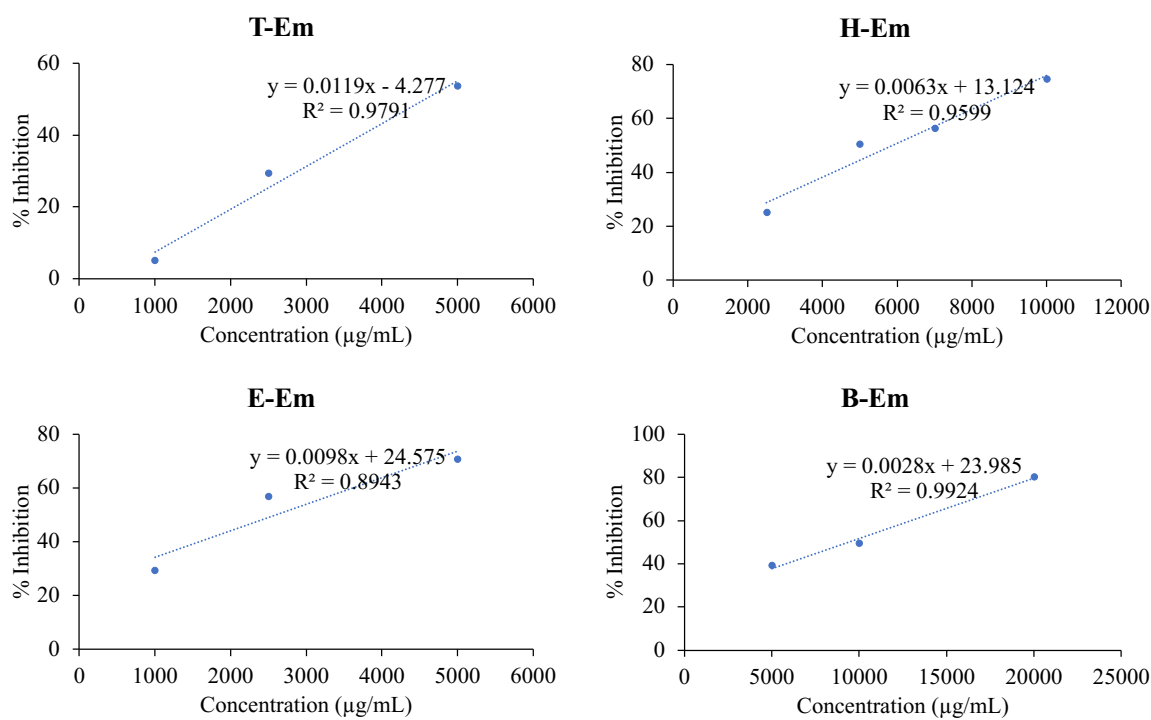 T-Em
y = 0.0119x - 4.277
R² = 0.9791
% Inhibition
60
40
20
0
0 1000 2000 3000 4000 5000 6000
Concentration (µg/mL)
H-Em
y = 0.0063x + 13.124
R² = 0.9599
% Inhibition
80
60
40
20
0
0 2000 4000 6000 8000 10000 12000
Concentration (µg/mL)
E-Em
y = 0.0098x + 24.575
R² = 0.8943
% Inhibition
80
60
40
20
0
0 1000 2000 3000 4000 5000 6000
Concentration (µg/mL)
B-Em
y = 0.0028x + 23.985
R² = 0.9924
% Inhibition
100
80
60
40
20
0
0 5000 10000 15000 20000 25000
Concentration (µg/mL)